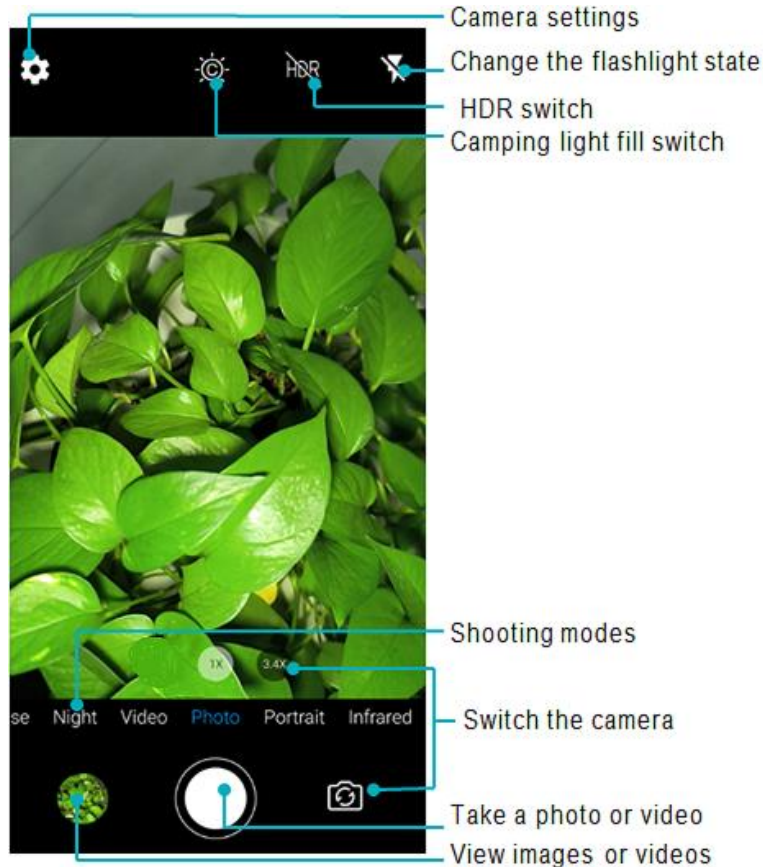 Camera settings
Change the flashlight state
HDR
HDR switch
Camping light fill switch
1X
3.4X
Shooting modes
se Night Video Photo Portrait Infrared
Switch the camera
Take a photo or video
View images or videos